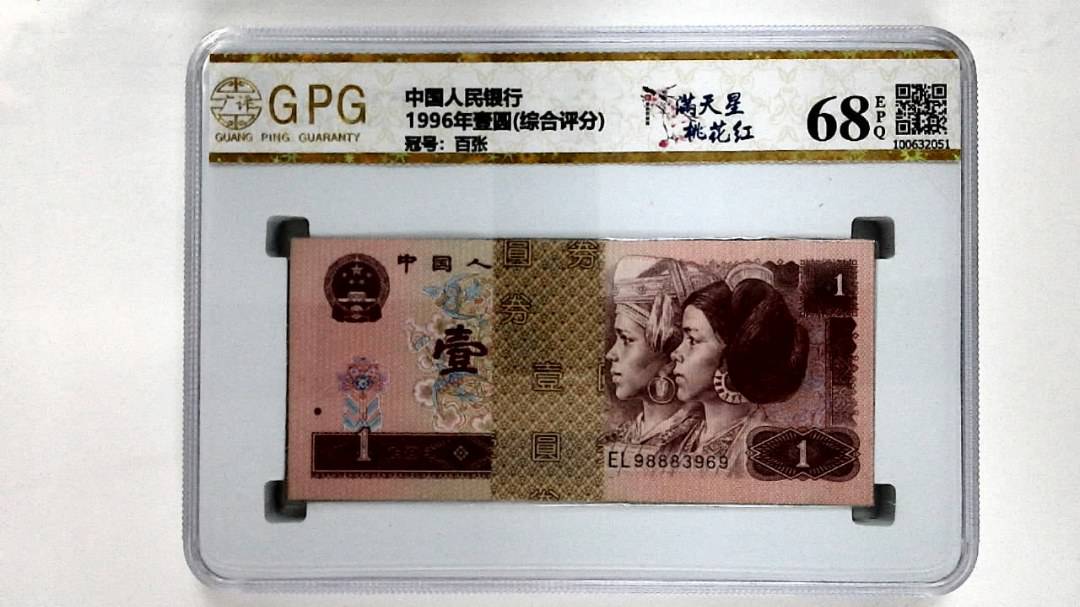 GPG
GUANG PING GUARANTY
中国人民银行
1996年壹圆(综合评分)
冠号：百张
满天星
桃花红
68
EPQ
100632051
中国人
圆 券
1
券
壹
壹
圆
1
EL98883969
1